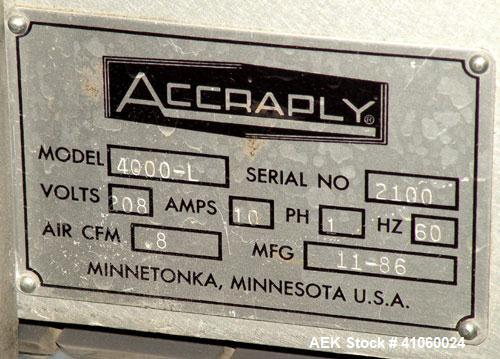 ACCRAPLY®
MODEL 4000-L SERIAL NO 2100
VOLTS 208 AMPS 10 PH 1 HZ 60
AIR CFM .8 MFG 11-86
MINNETONKA, MINNESOTA U.S.A.
AEK Stock # 41060024